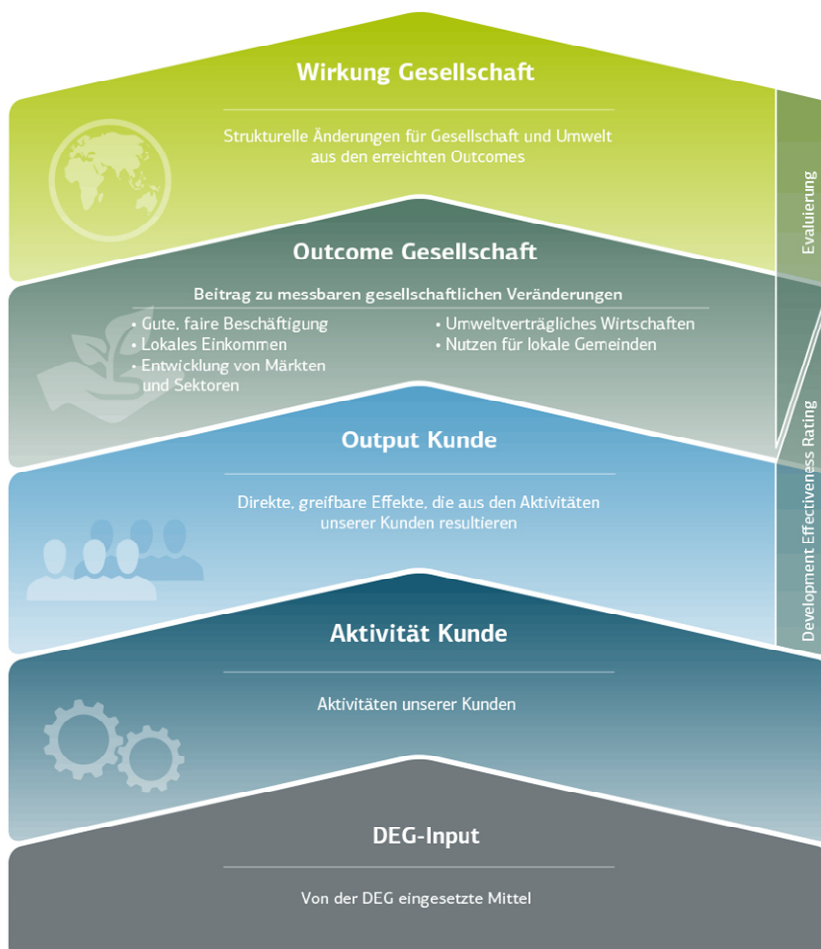 Wirkung Gesellschaft
Strukturelle Änderungen für Gesellschaft und Umwelt
aus den erreichten Outcomes
Evaluierung
Outcome Gesellschaft
Beitrag zu messbaren gesellschaftlichen Veränderungen
• Gute, faire Beschäftigung
• Lokales Einkommen
• Entwicklung von Märkten
und Sektoren
• Umweltverträgliches Wirtschaften
• Nutzen für lokale Gemeinden
Development Effectiveness Rating
Output Kunde
Direkte, greifbare Effekte, die aus den Aktivitäten
unserer Kunden resultieren
Aktivität Kunde
Aktivitäten unserer Kunden
DEG-Input
Von der DEG eingesetzte Mittel